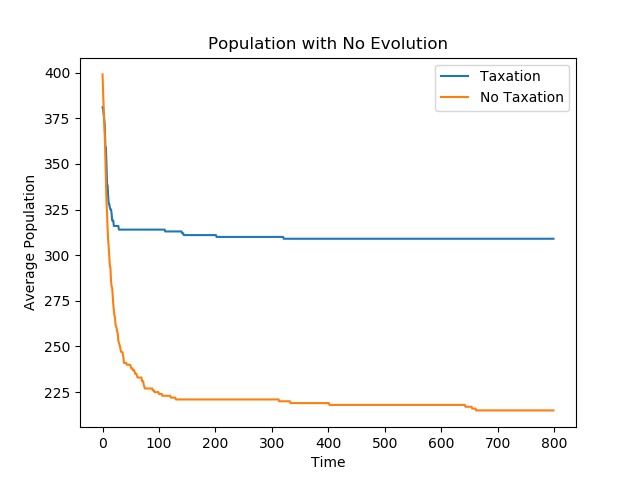 Population with No Evolution
Taxation
No Taxation
400
375
350
325
300
275
250
225
Average Population
0 100 200 300 400 500 600 700 800
Time